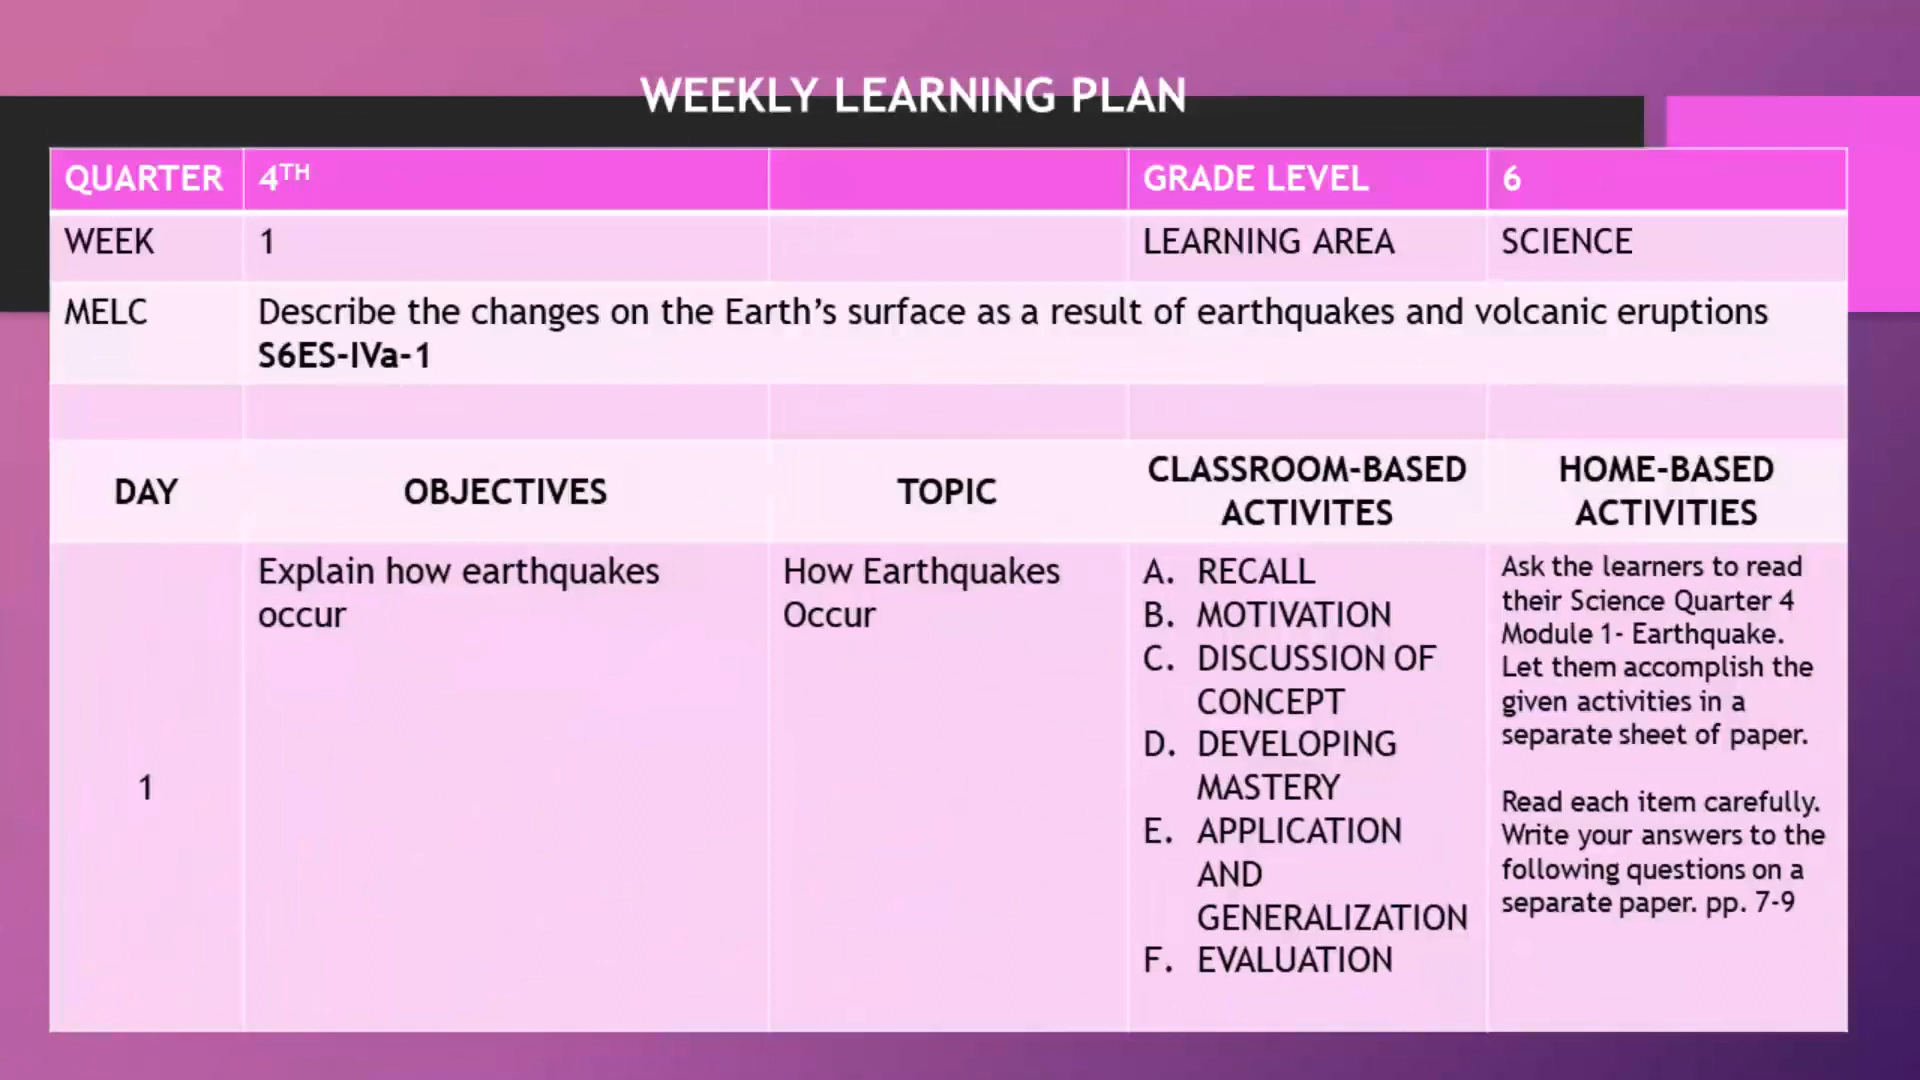 WEEKLY LEARNING PLAN
QUARTER 4TH GRADE LEVEL 6
WEEK 1 LEARNING AREA SCIENCE
MELC Describe the changes on the Earth's surface as a result of earthquakes and volcanic eruptions
S6ES-IVa-1
DAY
OBJECTIVES
TOPIC
CLASSROOM-BASED
ACTIVITES
HOME-BASED
ACTIVITIES
1
Explain how earthquakes
occur
How Earthquakes
Occur
A. RECALL
B. MOTIVATION
C. DISCUSSION OF
CONCEPT
D. DEVELOPING
MASTERY
E. APPLICATION
AND
GENERALIZATION
F. EVALUATION
Ask the learners to read
their Science Quarter 4
Module 1- Earthquake.
Let them accomplish the
given activities in a
separate sheet of paper.
Read each item carefully.
Write your answers to the
following questions on a
separate paper. pp. 7-9